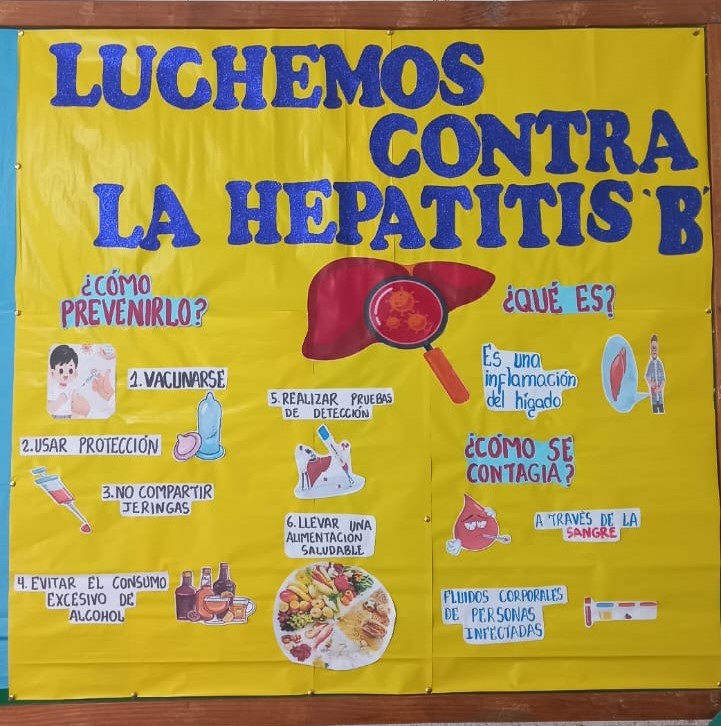 LUCHEMOS
CONTRA
LA HEPATITIS 'B'
¿CÓMO
PREVENIRLO?
1. VACUNARSE
2. USAR PROTECCIÓN
3. NO COMPARTIR
JERINGAS
4. EVITAR EL CONSUMO
EXCESIVO DE
ALCOHOL
5. REALIZAR PRUEBAS
DE DETECCIÓN
6. LLEVAR UNA
ALIMENTACIÓN
SALUDABLE
¿QUÉ ES?
Es una
inflamación
del hígado
¿CÓMO SE
CONTAGIA?
A TRAVÉS DE LA
SANGRE
FLUIDOS CORPORALES
DE PERSONAS
INFECTADAS